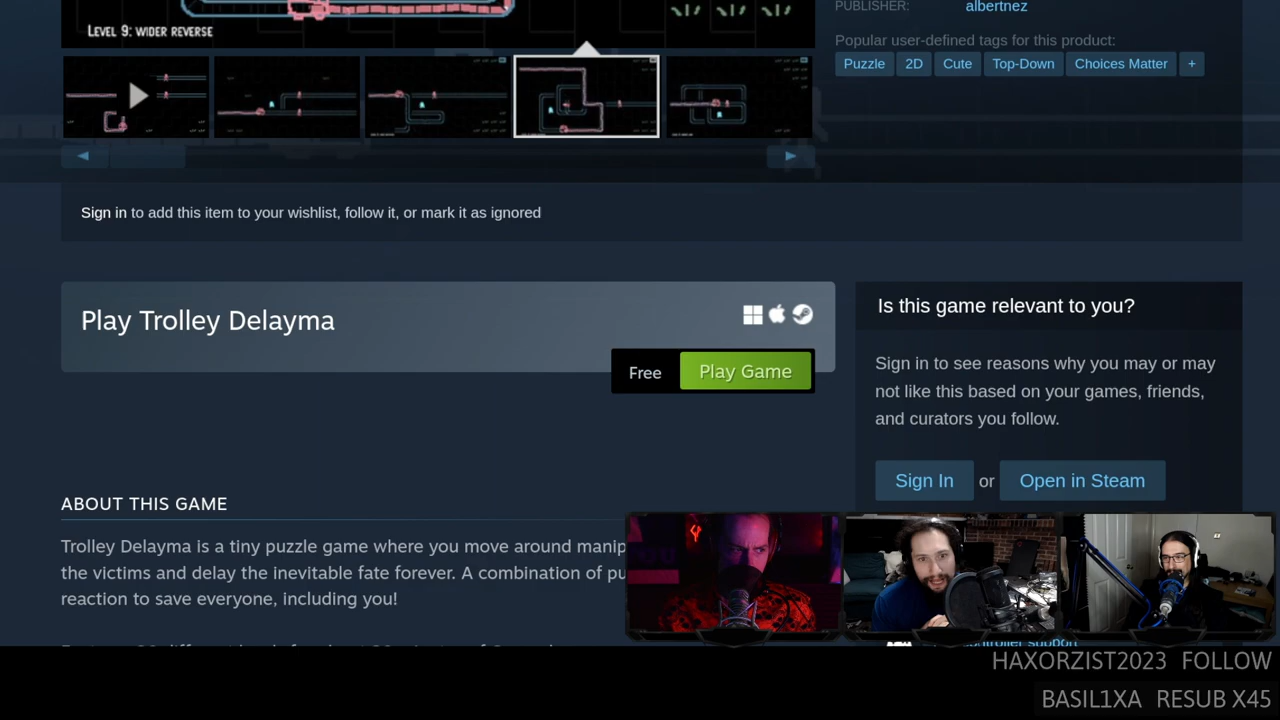 PUBLISHER: albertnez
LEVEL 9: WIDER REVERSE
Popular user-defined tags for this product:
Puzzle 2D Cute Top-Down Choices Matter +
Sign in to add this item to your wishlist, follow it, or mark it as ignored
Play Trolley Delayma
Free Play Game
Is this game relevant to you?
Sign in to see reasons why you may or may
not like this based on your games, friends,
and curators you follow.
Sign In or Open in Steam
ABOUT THIS GAME
Trolley Delayma is a tiny puzzle game where you move around manip
the victims and delay the inevitable fate forever. A combination of pu
reaction to save everyone, including you!
controller support
HAXORZIST2023 FOLLOW
BASIL1XA RESUB X45